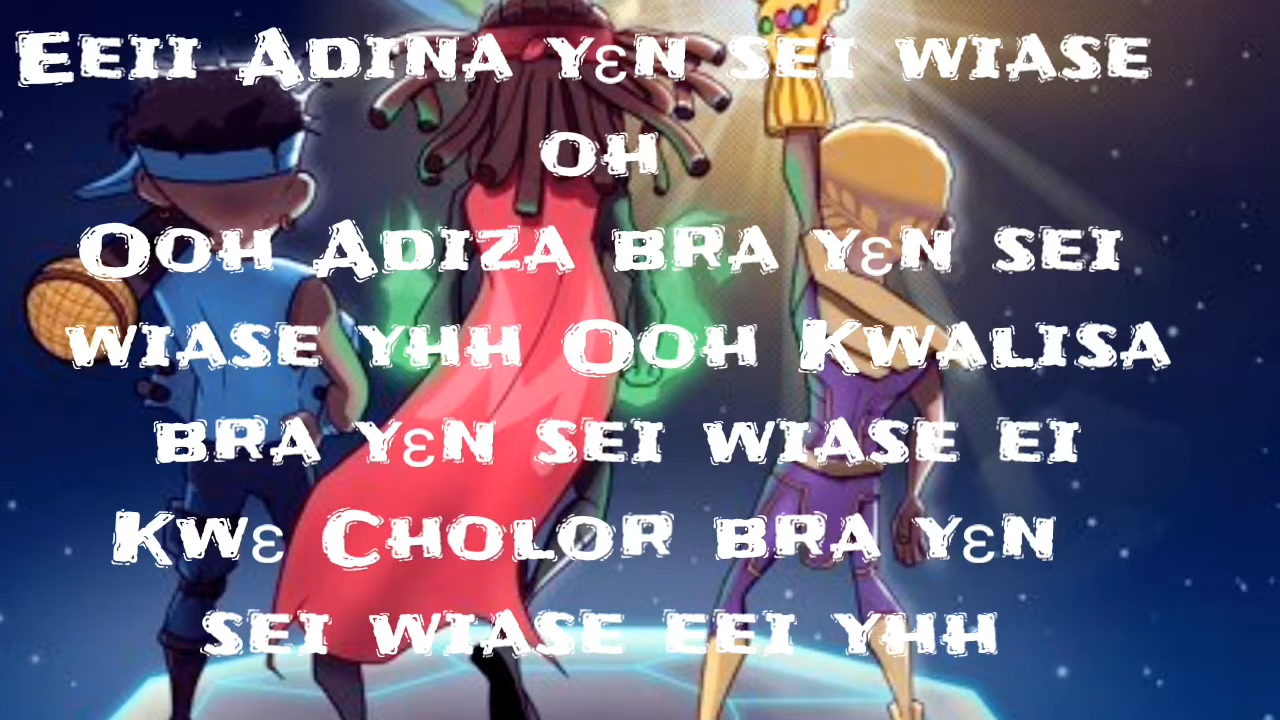 Eeii Adina yɛn sei wiase
oh
Ooh Adiza bra yɛn sei
wiase yhh Ooh Kwalisa
bra yɛn sei wiase ei
Kwɛ Cholor bra yɛn
sei wiase eei yhh